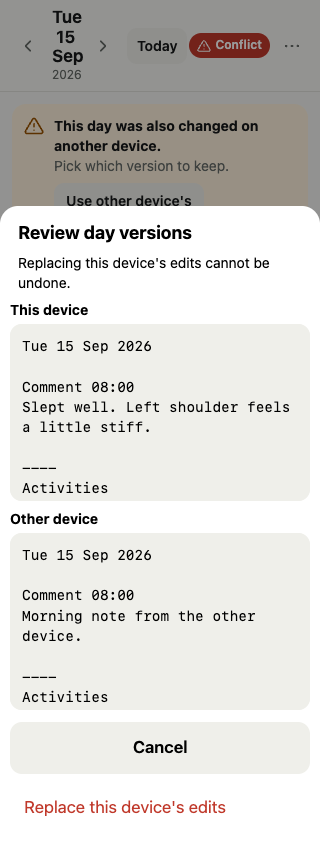 Tue
15
Sep
2026
Today
Conflict
This day was also changed on
another device.
Pick which version to keep.
Use other device's
Review day versions
Replacing this device's edits cannot be
undone.
This device
Tue 15 Sep 2026
Comment 08:00
Slept well. Left shoulder feels
a little stiff.
----
Activities
Other device
Tue 15 Sep 2026
Comment 08:00
Morning note from the other
device.
----
Activities
Cancel
Replace this device's edits